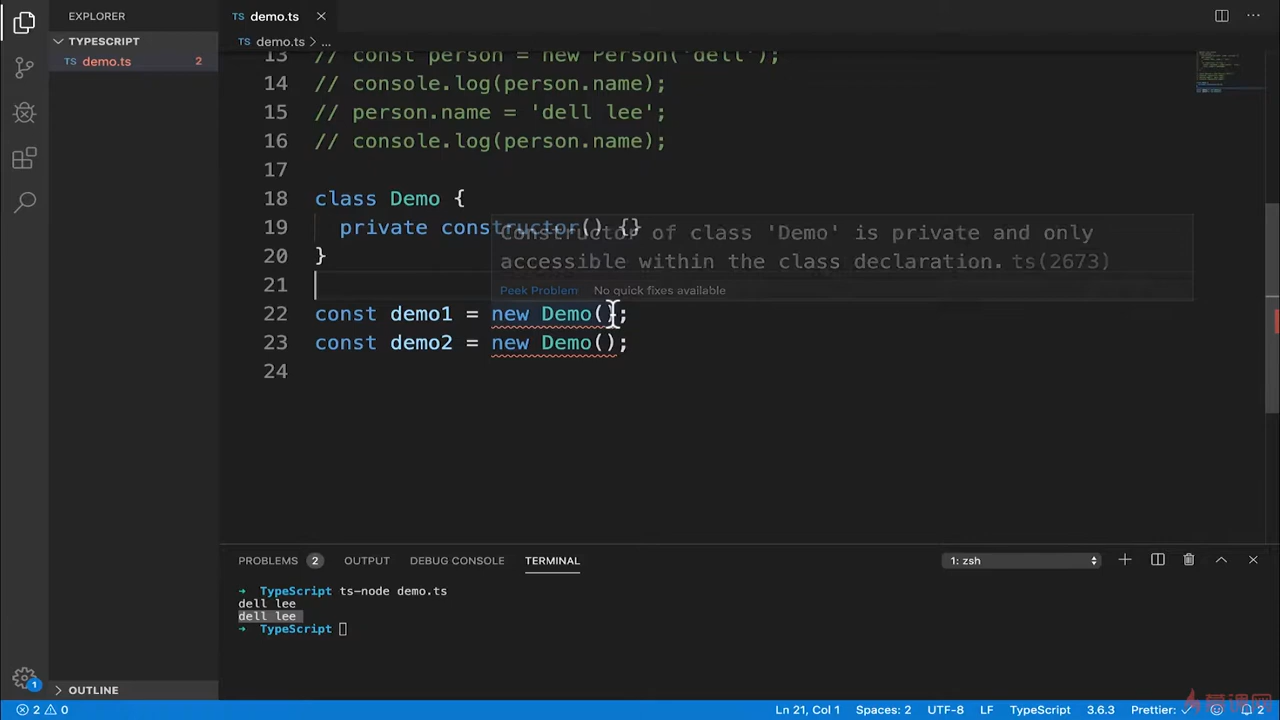 EXPLORER
TS demo.ts ×
TYPESCRIPT
TS demo.ts > ...
TS demo.ts 2
13 // const person = new Person('dell');
14 // console.log(person.name);
15 // person.name = 'dell lee';
16 // console.log(person.name);
17
18 class Demo {
19 private constructor() {}
Constructor of class 'Demo' is private and only
20 }
accessible within the class declaration. ts(2673)
21
Peek Problem No quick fixes available
22 const demo1 = new Demo();
23 const demo2 = new Demo();
24
PROBLEMS 2 OUTPUT DEBUG CONSOLE TERMINAL 1: zsh
➜ TypeScript ts-node demo.ts
dell lee
dell lee
➜ TypeScript
1
OUTLINE
2 0 Ln 21, Col 1 Spaces: 2 UTF-8 LF TypeScript 3.6.3 Prettier: ✓ 2
慕课网